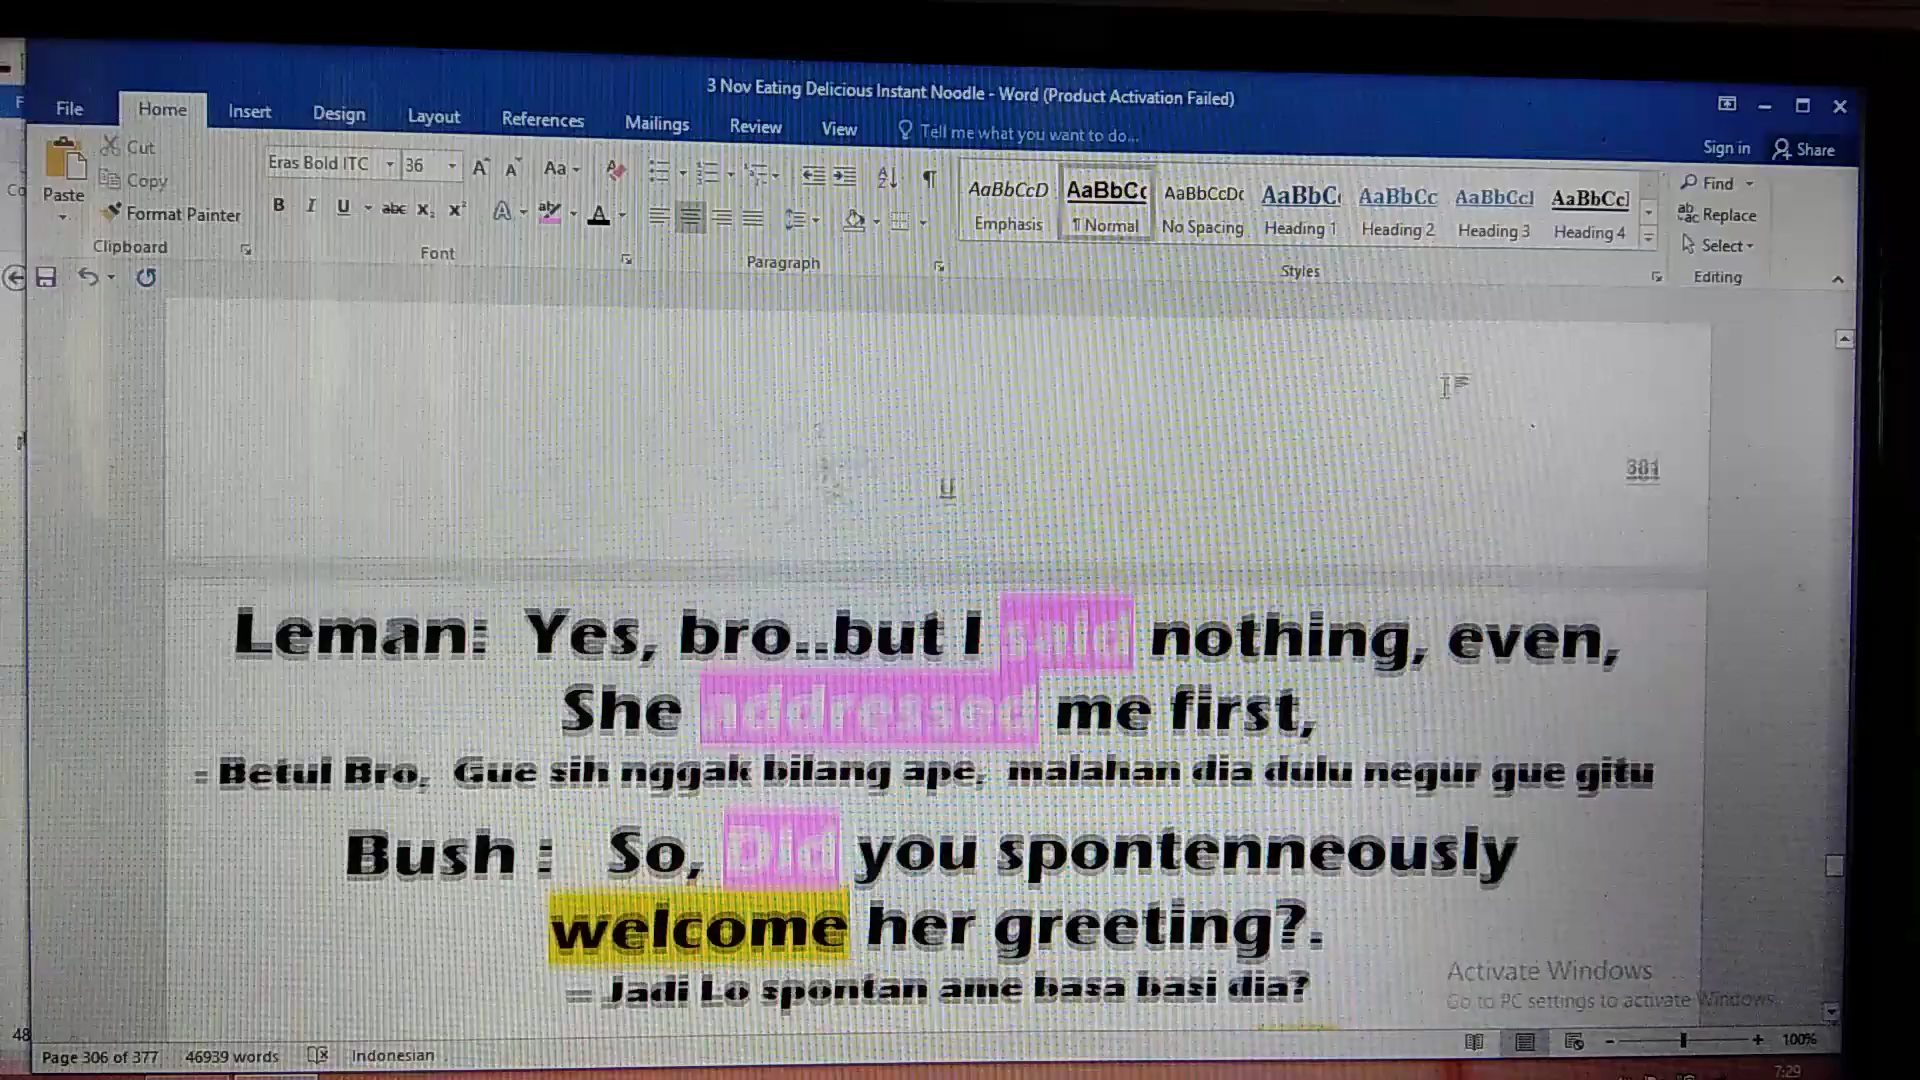 3 Nov Eating Delicious Instant Noodle - Word (Product Activation Failed)
File Home Insert Design Layout References Mailings Review View Tell me what you want to do...
Sign in Share
Paste Cut
Copy
Format Painter
Clipboard
Eras Bold ITC 36
Font
Paragraph
AaBbCcD AaBbCc AaBbCcDc AaBbC AaBbCc AaBbCcl AaBbCcl
Emphasis ¶ Normal No Spacing Heading 1 Heading 2 Heading 3 Heading 4
Styles
Find
Replace
Select
Editing
Leman: Yes, bro..but I said nothing, even,
She addressed me first,
= Betul Bro, Gue sih nggak bilang ape, malahan dia dulu negur gue gitu
Bush : So, Did you spontenneously
welcome her greeting?.
= Jadi Lo spontan ame basa basi dia?
Activate Windows
Go to PC settings to activate Windows.
Page 306 of 377 46939 words Indonesian 100%
7:29